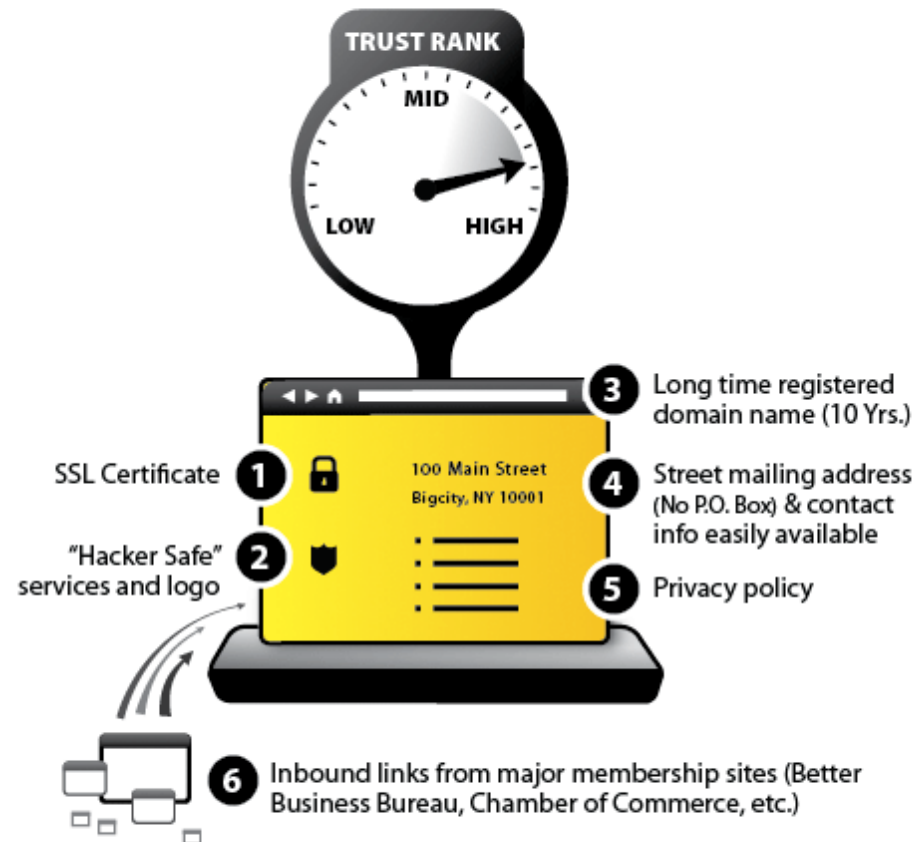 TRUST RANK
MID
LOW
HIGH
3
Long time registered
domain name (10 Yrs.)
SSL Certificate
1
100 Main Street
Bigcity, NY 10001
4
Street mailing address
(No P.O. Box) & contact
info easily available
"Hacker Safe"
services and logo
2
5
Privacy policy
6
Inbound links from major membership sites (Better
Business Bureau, Chamber of Commerce, etc.)